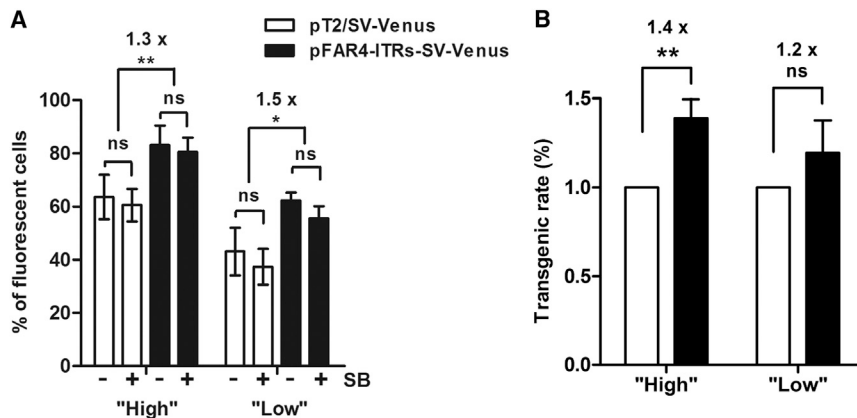 A
pT2/SV-Venus
pFAR4-ITRs-SV-Venus
1.3 x
**
ns
ns
1.5 x
*
ns
ns
% of fluorescent cells
100
80
60
40
20
0
- + - + - + - + SB
"High" "Low"
B
1.4 x
**
1.2 x
ns
Transgenic rate (%)
1.5
1.0
0.5
0.0
"High" "Low"